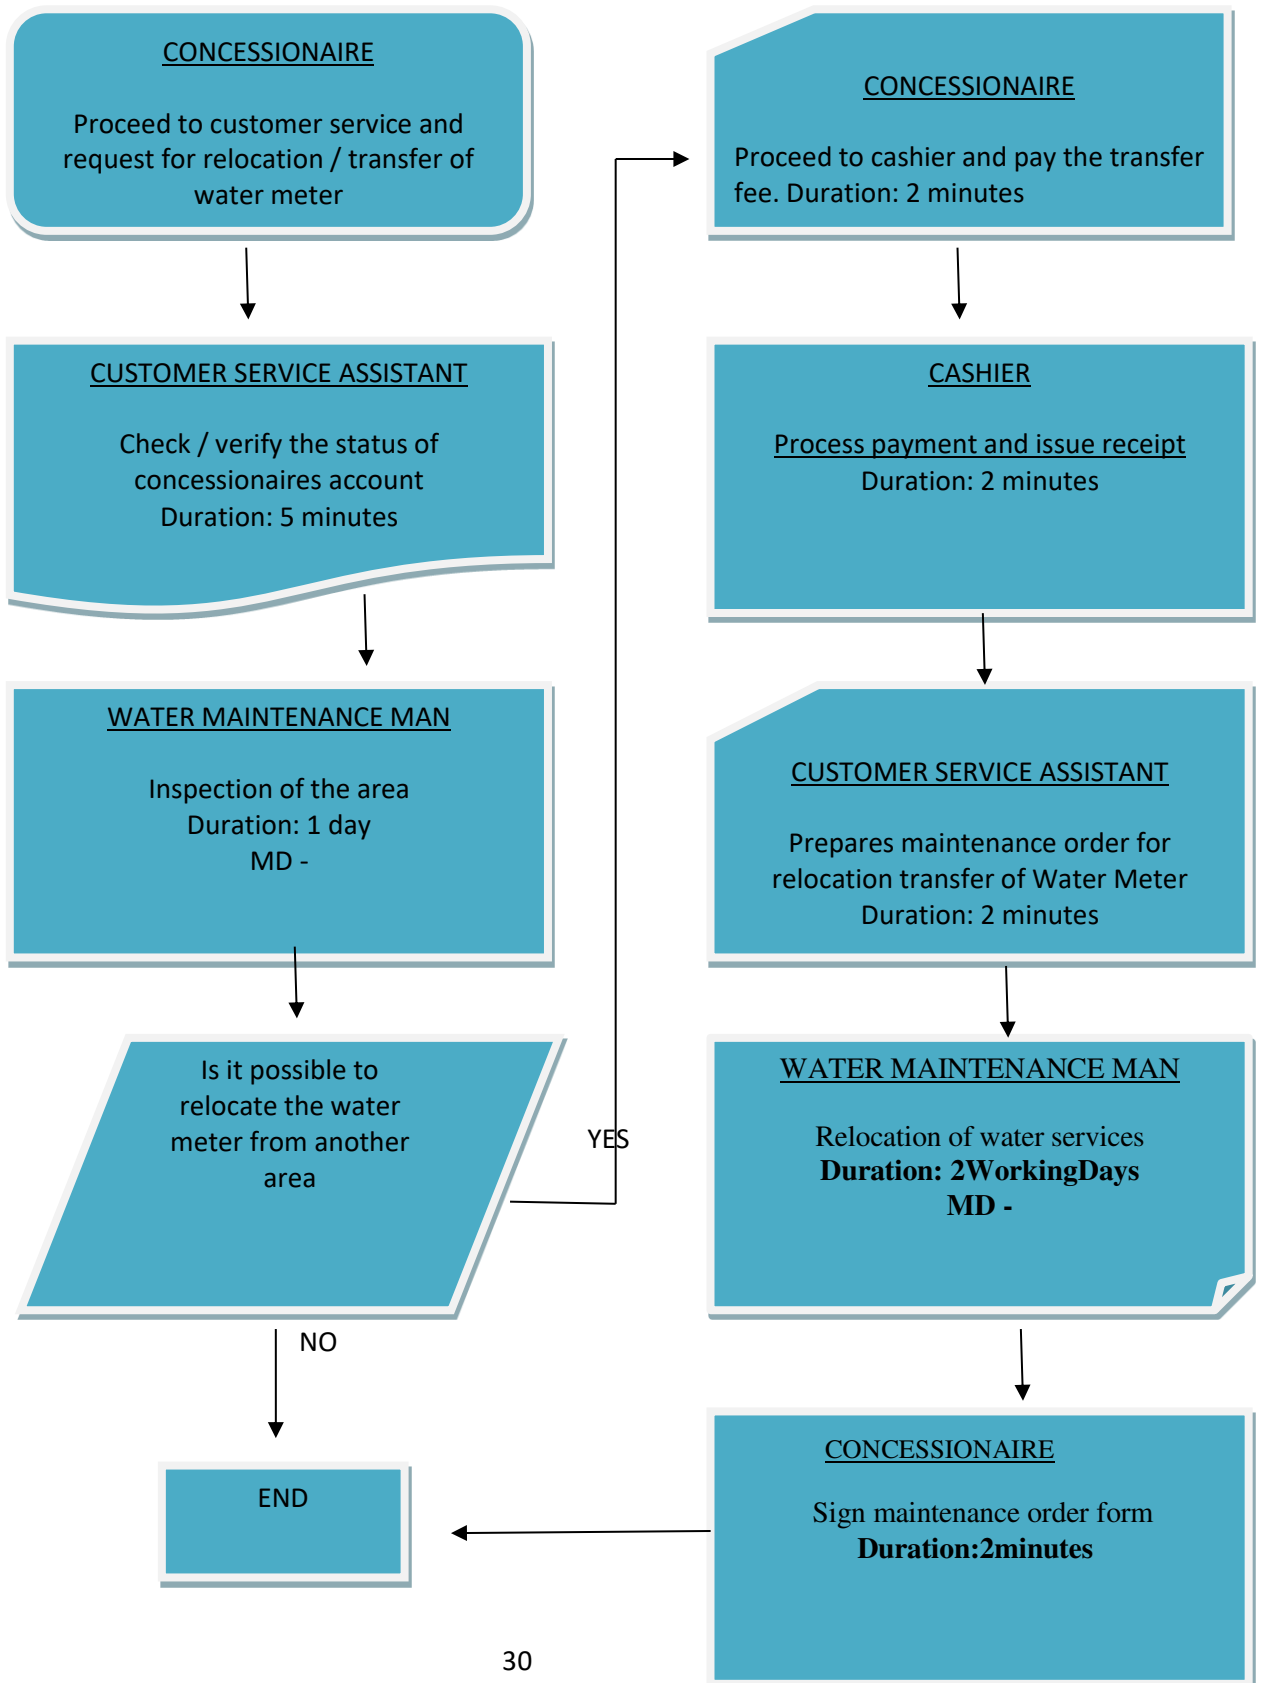 CONCESSIONAIRE
Proceed to customer service and
request for relocation / transfer of
water meter
CUSTOMER SERVICE ASSISTANT
Check / verify the status of
concessionaires account
Duration: 5 minutes
WATER MAINTENANCE MAN
Inspection of the area
Duration: 1 day
MD -
Is it possible to
relocate the water
meter from another
area
YES
NO
END
CONCESSIONAIRE
Proceed to cashier and pay the transfer
fee. Duration: 2 minutes
CASHIER
Process payment and issue receipt
Duration: 2 minutes
CUSTOMER SERVICE ASSISTANT
Prepares maintenance order for
relocation transfer of Water Meter
Duration: 2 minutes
WATER MAINTENANCE MAN
Relocation of water services
Duration: 2WorkingDays
MD -
CONCESSIONAIRE
Sign maintenance order form
Duration:2minutes
30